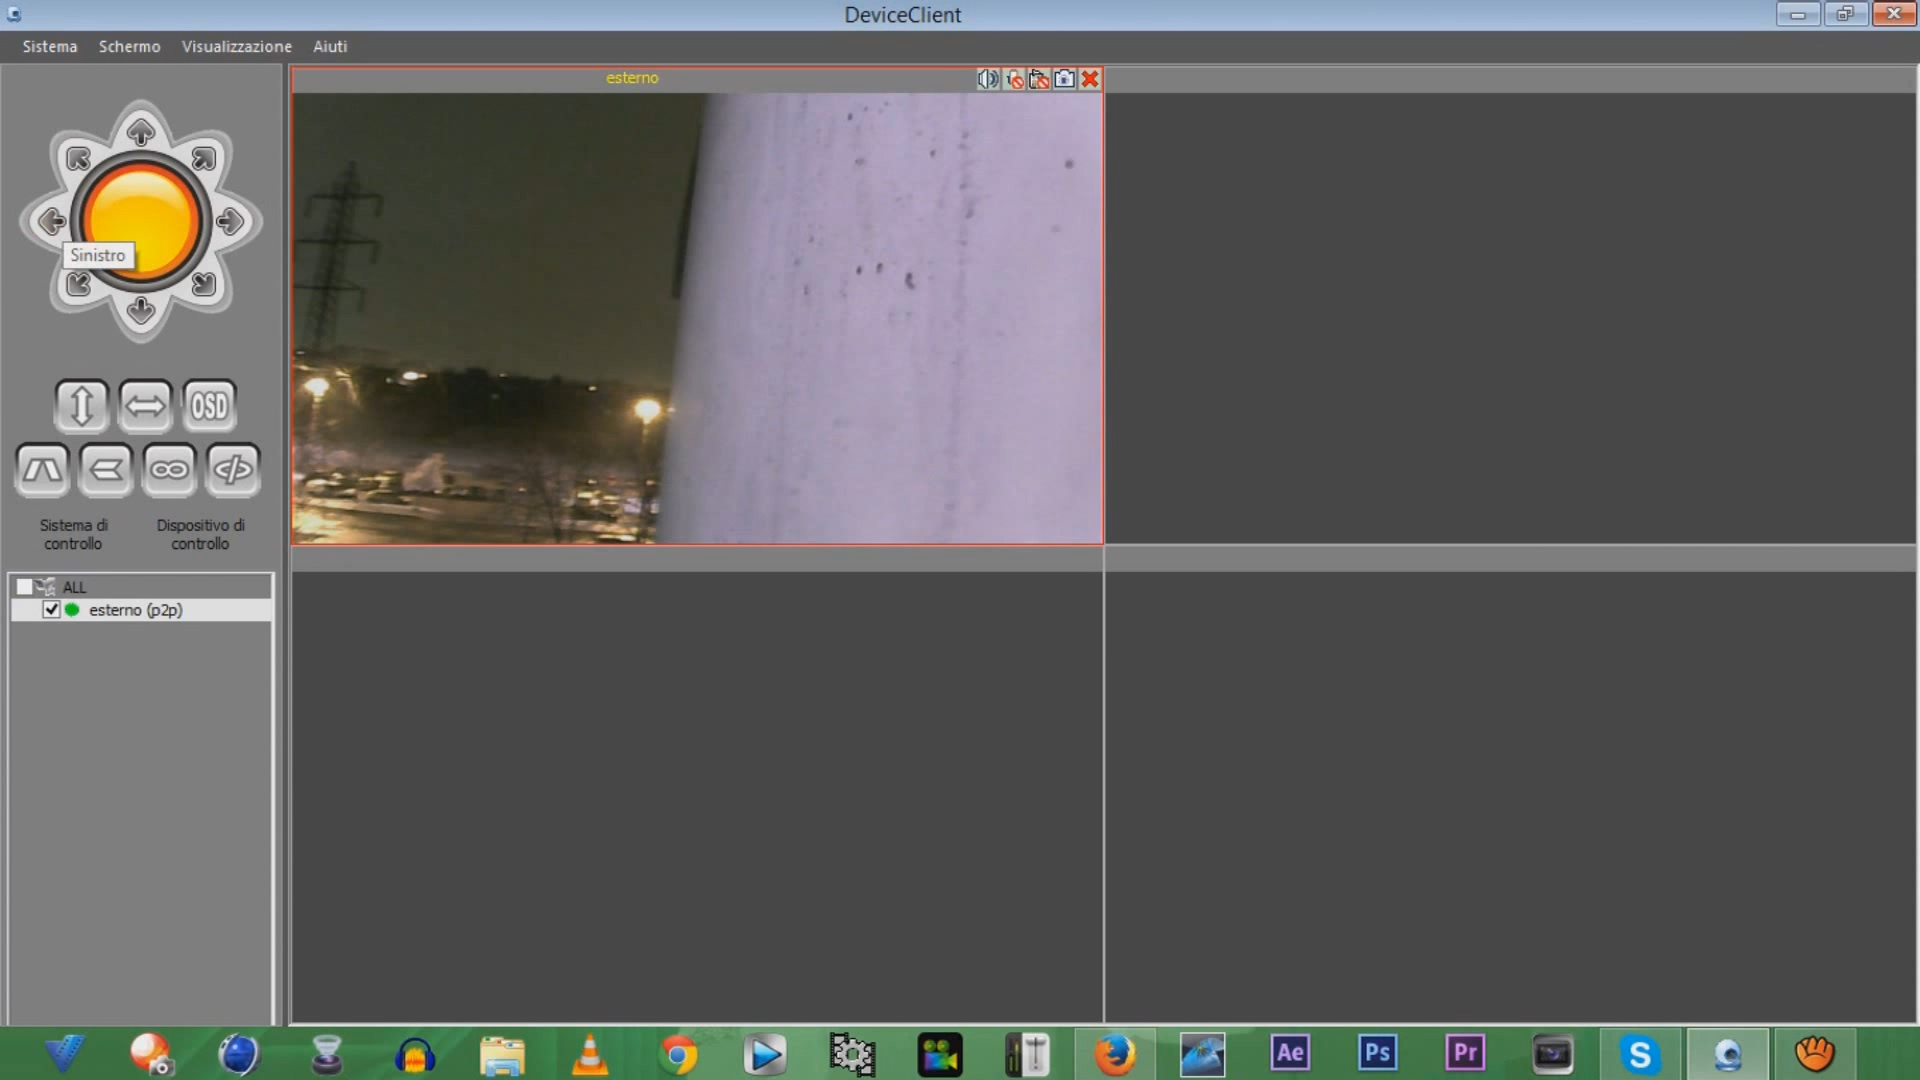 DeviceClient
Sistema
Schermo
Visualizzazione
Aiuti
esterno
Sinistro
OSD
Sistema di
controllo
Dispositivo di
controllo
ALL
esterno (p2p)
Ae
Ps
Pr
S